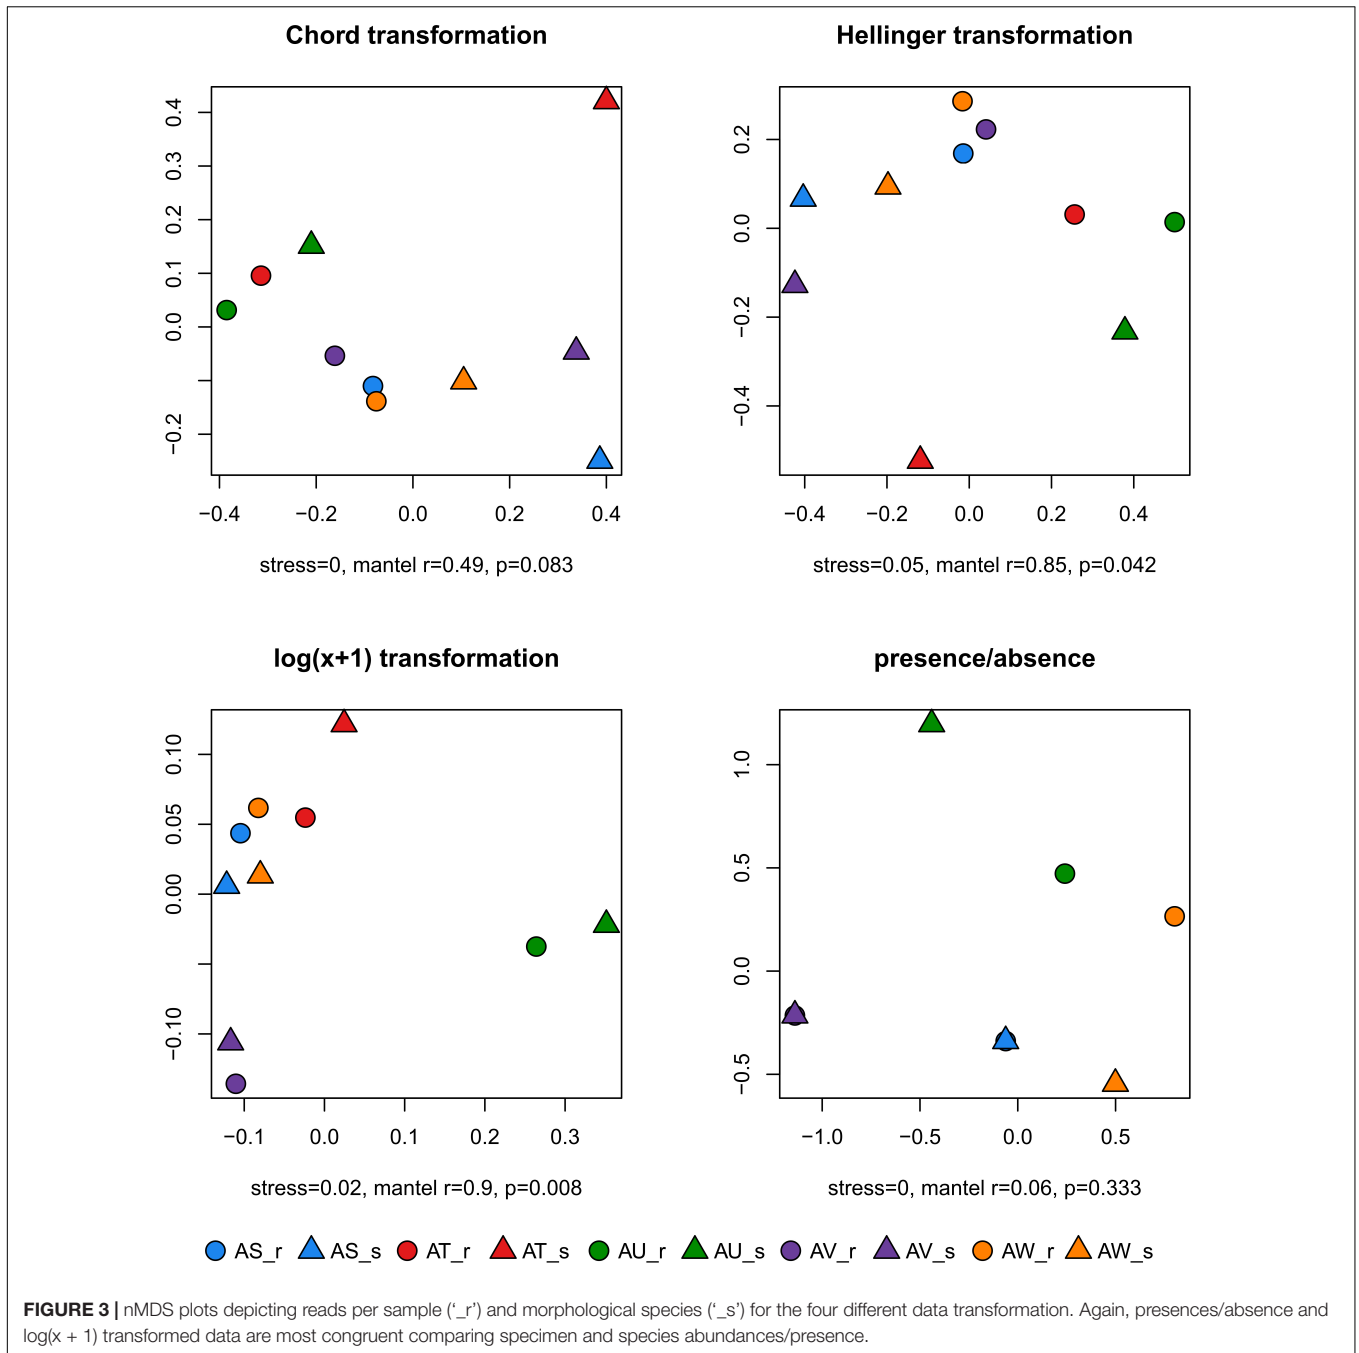 Chord transformation
0.4
0.3
0.2
0.1
0.0
−0.2
−0.4 −0.2 0.0 0.2 0.4
stress=0, mantel r=0.49, p=0.083
Hellinger transformation
0.2
0.0
−0.2
−0.4
−0.4 −0.2 0.0 0.2 0.4
stress=0.05, mantel r=0.85, p=0.042
log(x+1) transformation
0.10
0.05
0.00
−0.10
−0.1 0.0 0.1 0.2 0.3
stress=0.02, mantel r=0.9, p=0.008
presence/absence
1.0
0.5
0.0
−0.5
−1.0 −0.5 0.0 0.5
stress=0, mantel r=0.06, p=0.333
AS_r AS_s AT_r AT_s AU_r AU_s AV_r AV_s AW_r AW_s
FIGURE 3 | nMDS plots depicting reads per sample (‘_r’) and morphological species (‘_s’) for the four different data transformation. Again, presences/absence and
log(x + 1) transformed data are most congruent comparing specimen and species abundances/presence.